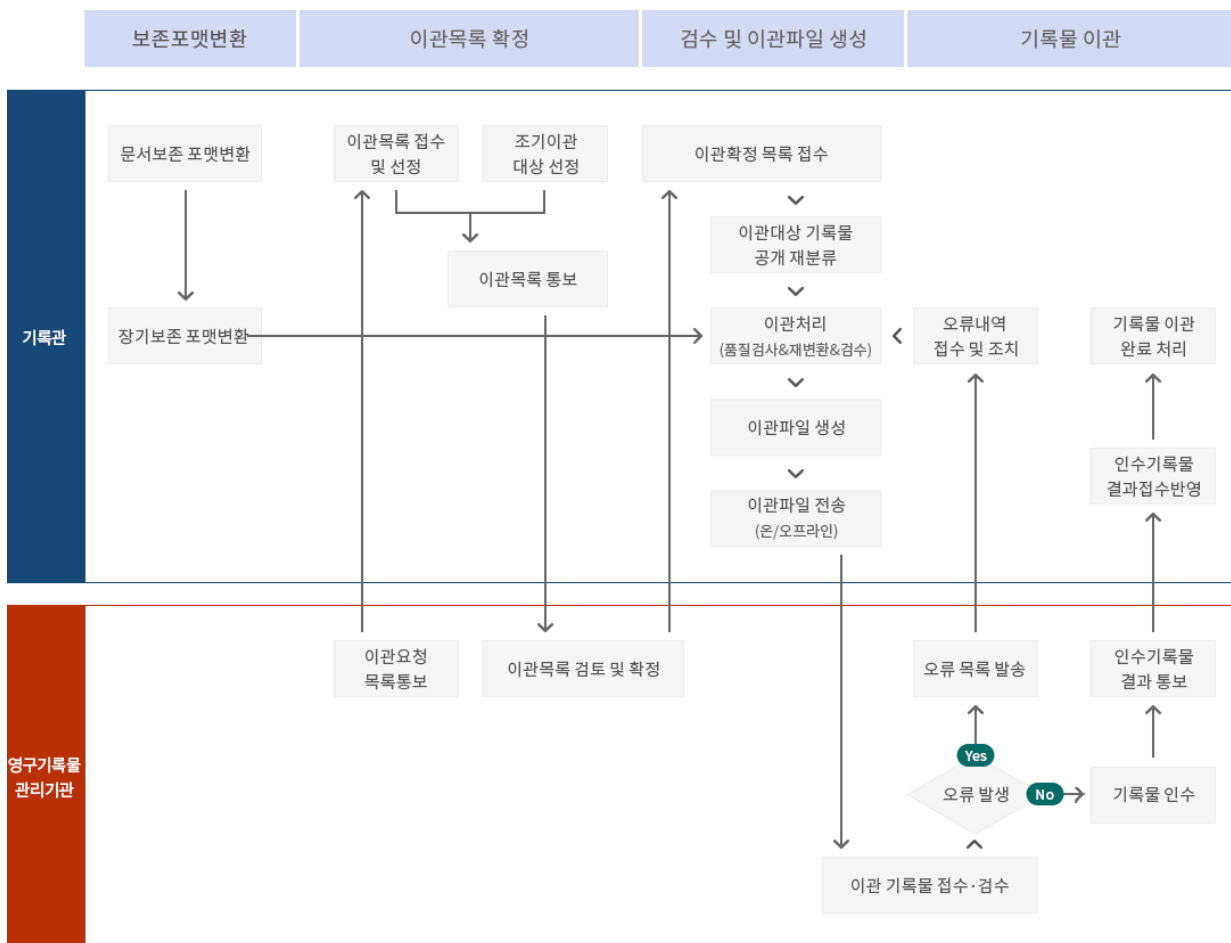 보존포맷변환
이관목록 확정
검수 및 이관파일 생성
기록물 이관
기록관
문서보존 포맷변환
장기보존 포맷변환
이관목록 접수
및 선정
조기이관
대상 선정
이관목록 통보
이관확정 목록 접수
이관대상 기록물
공개 재분류
이관처리
(품질검사&재변환&검수)
이관파일 생성
이관파일 전송
(온/오프라인)
오류내역
접수 및 조치
기록물 이관
완료 처리
인수기록물
결과접수반영
영구기록물
관리기관
이관요청
목록통보
이관목록 검토 및 확정
오류 목록 발송
인수기록물
결과 통보
Yes
오류 발생
No
기록물 인수
이관 기록물 접수·검수